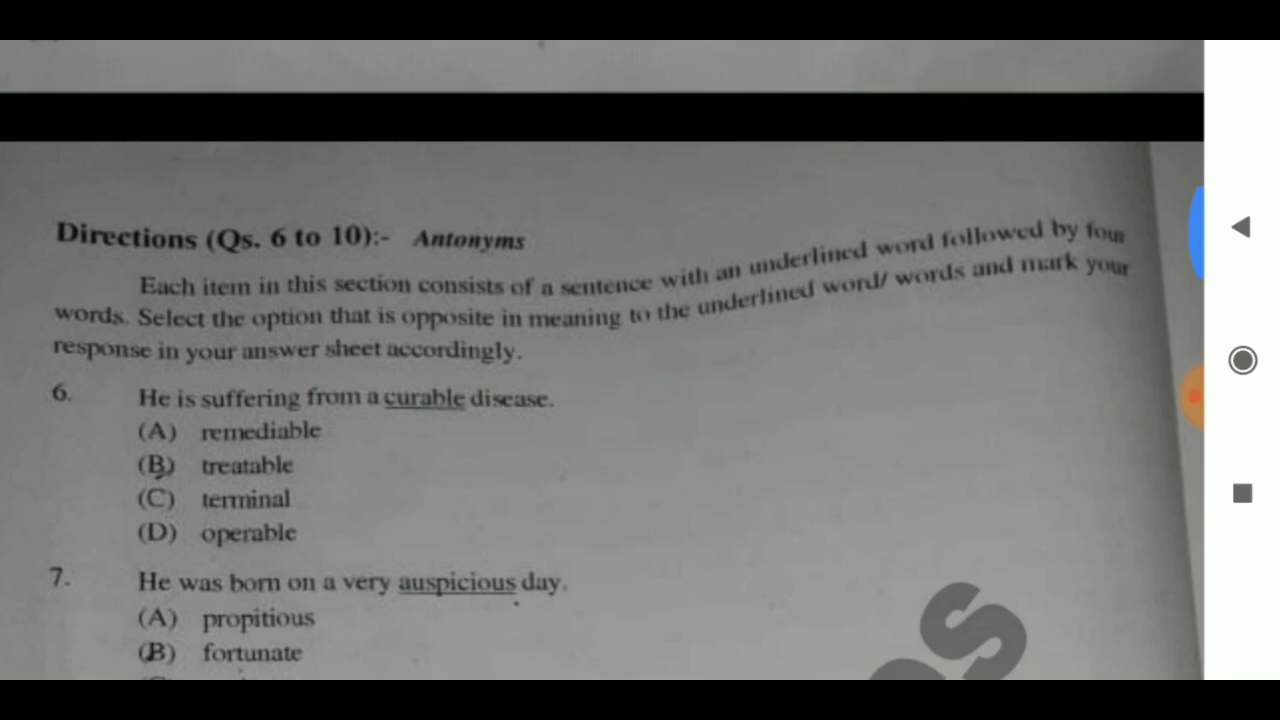 Directions (Qs. 6 to 10):- Antonyms
Each item in this section consists of a sentence with an underlined word followed by four
words. Select the option that is opposite in meaning to the underlined word/ words and mark your
response in your answer sheet accordingly.
6. He is suffering from a curable disease.
(A) remediable
(B) treatable
(C) terminal
(D) operable
7. He was born on a very auspicious day.
(A) propitious
(B) fortunate